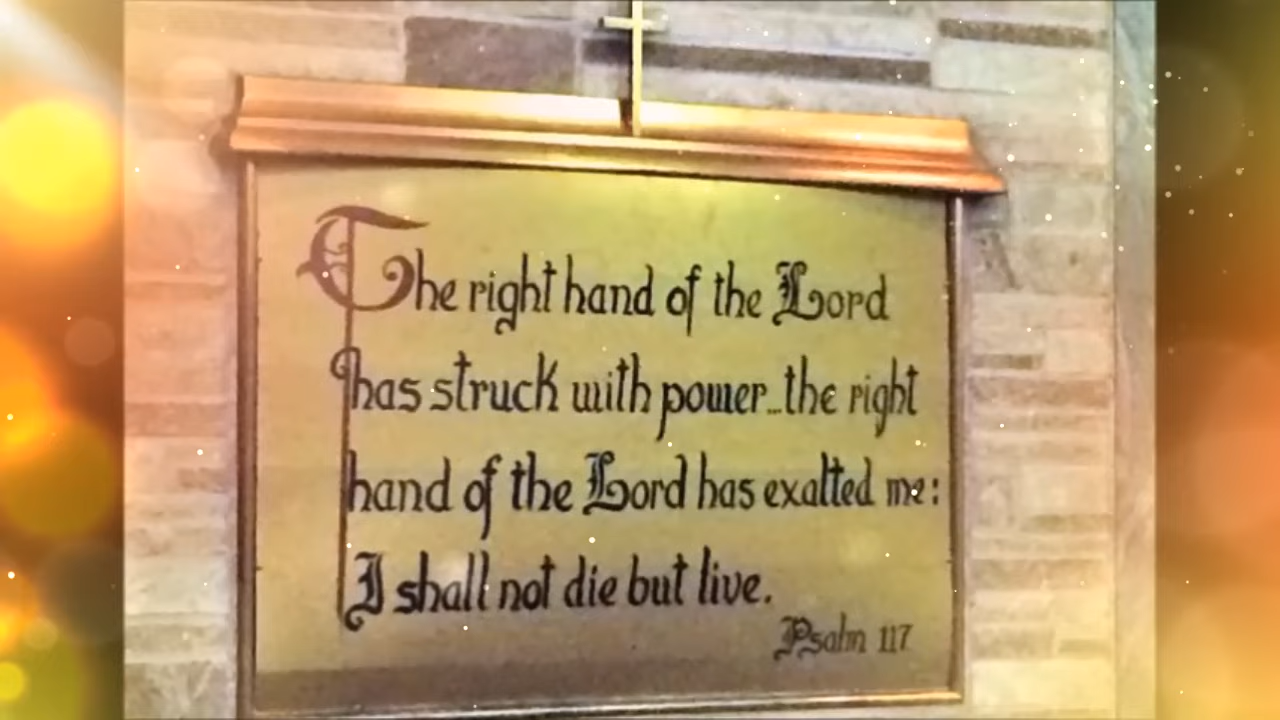 The right hand of the Lord
has struck with power...the right
hand of the Lord has exalted me:
I shall not die but live.
Psalm 117